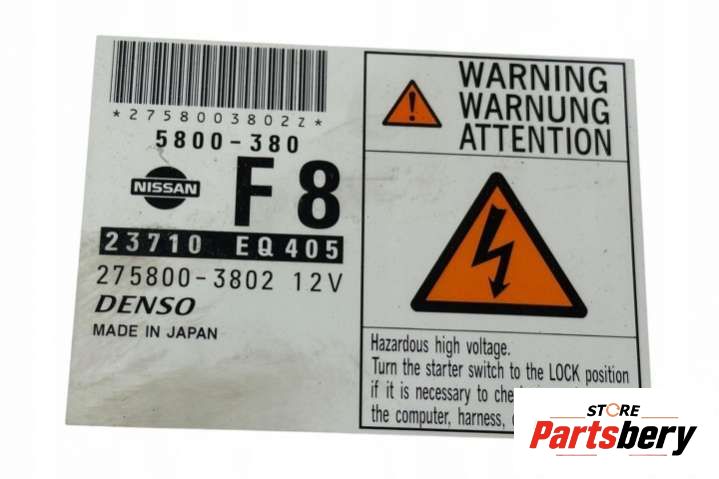 *2758003802Z*
5800-380
NISSAN
F8
23710 EQ405
275800-3802 12V
DENSO
MADE IN JAPAN
WARNING
WARNUNG
ATTENTION
Hazardous high voltage.
Turn the starter switch to the LOCK position
if it is necessary to
the computer, harness,
STORE
Partsbery